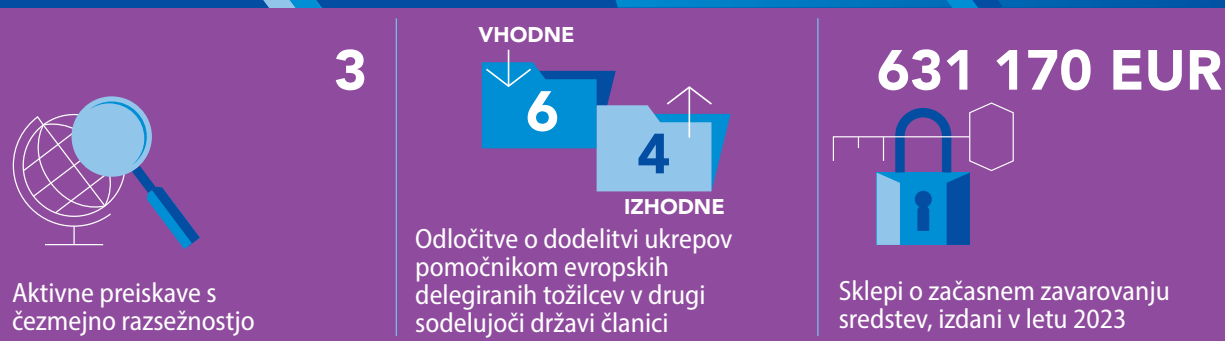 3
Aktivne preiskave s
čezmejno razsežnostjo
VHODNE
6
4
IZHODNE
Odločitve o dodelitvi ukrepov
pomočnikom evropskih
delegiranih tožilcev v drugi
sodelujoči državi članici
631 170 EUR
Sklepi o začasnem zavarovanju
sredstev, izdani v letu 2023